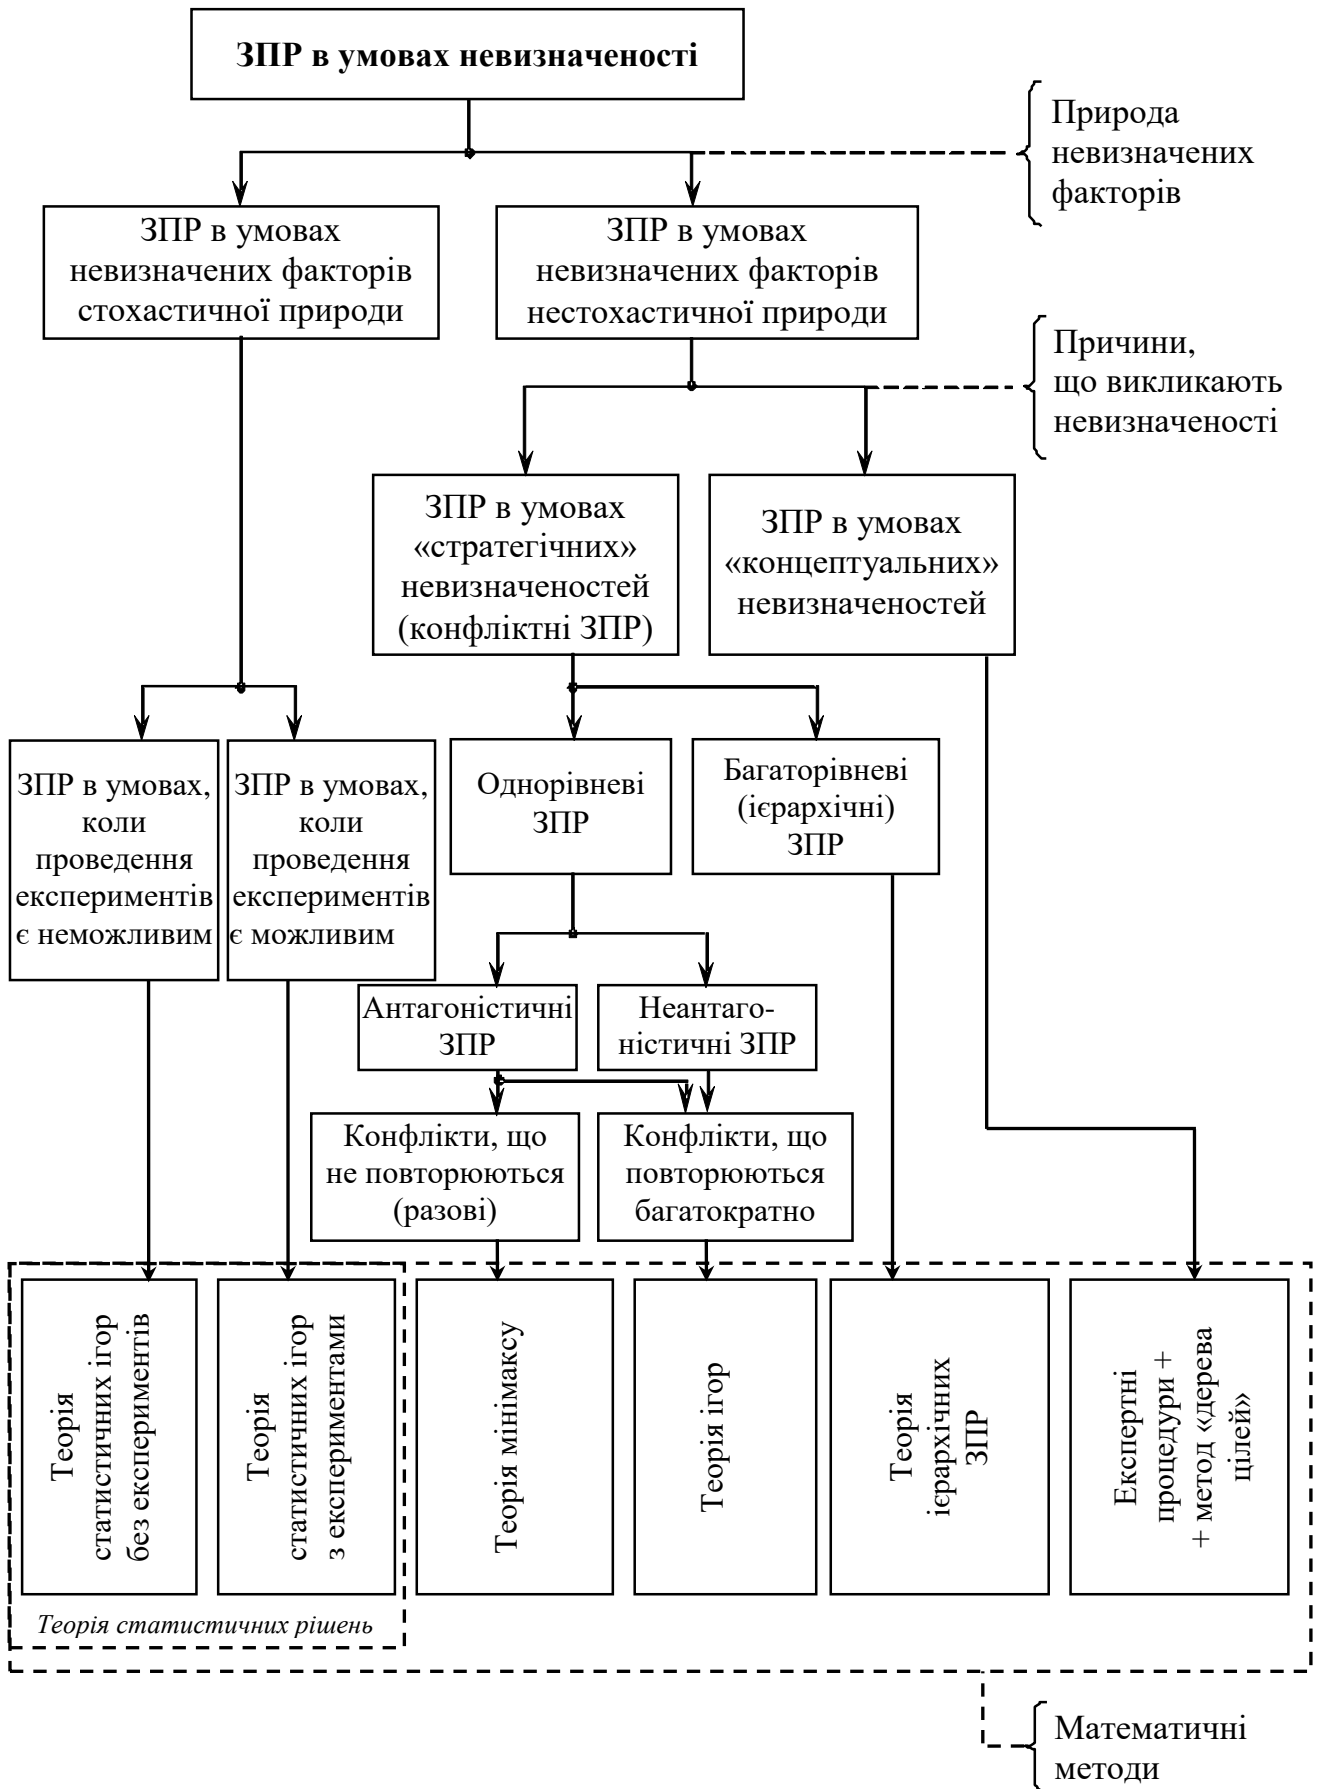 ЗПР в умовах невизначеності
Природа
невизначених
факторів
ЗПР в умовах
невизначених факторів
стохастичної природи
ЗПР в умовах
невизначених факторів
нестохастичної природи
Причини,
що викликають
невизначеності
ЗПР в умовах
«стратегічних»
невизначеностей
(конфліктні ЗПР)
ЗПР в умовах
«концептуальних»
невизначеностей
ЗПР в умовах,
коли
проведення
експериментів
є неможливим
ЗПР в умовах,
коли
проведення
експериментів
є можливим
Однорівневі
ЗПР
Багаторівневі
(ієрархічні)
ЗПР
Антагоністичні
ЗПР
Неантаго-
ністичні ЗПР
Конфлікти, що
не повторюються
(разові)
Конфлікти, що
повторюються
багатократно
Теорія
статистичних ігор
без експериментів
Теорія
статистичних ігор
з експериментами
Теорія мінімаксу
Теорія ігор
Теорія
ієрархічних
ЗПР
Експертні
процедури +
+ метод «дерева
цілей»
Теорія статистичних рішень
Математичні
методи